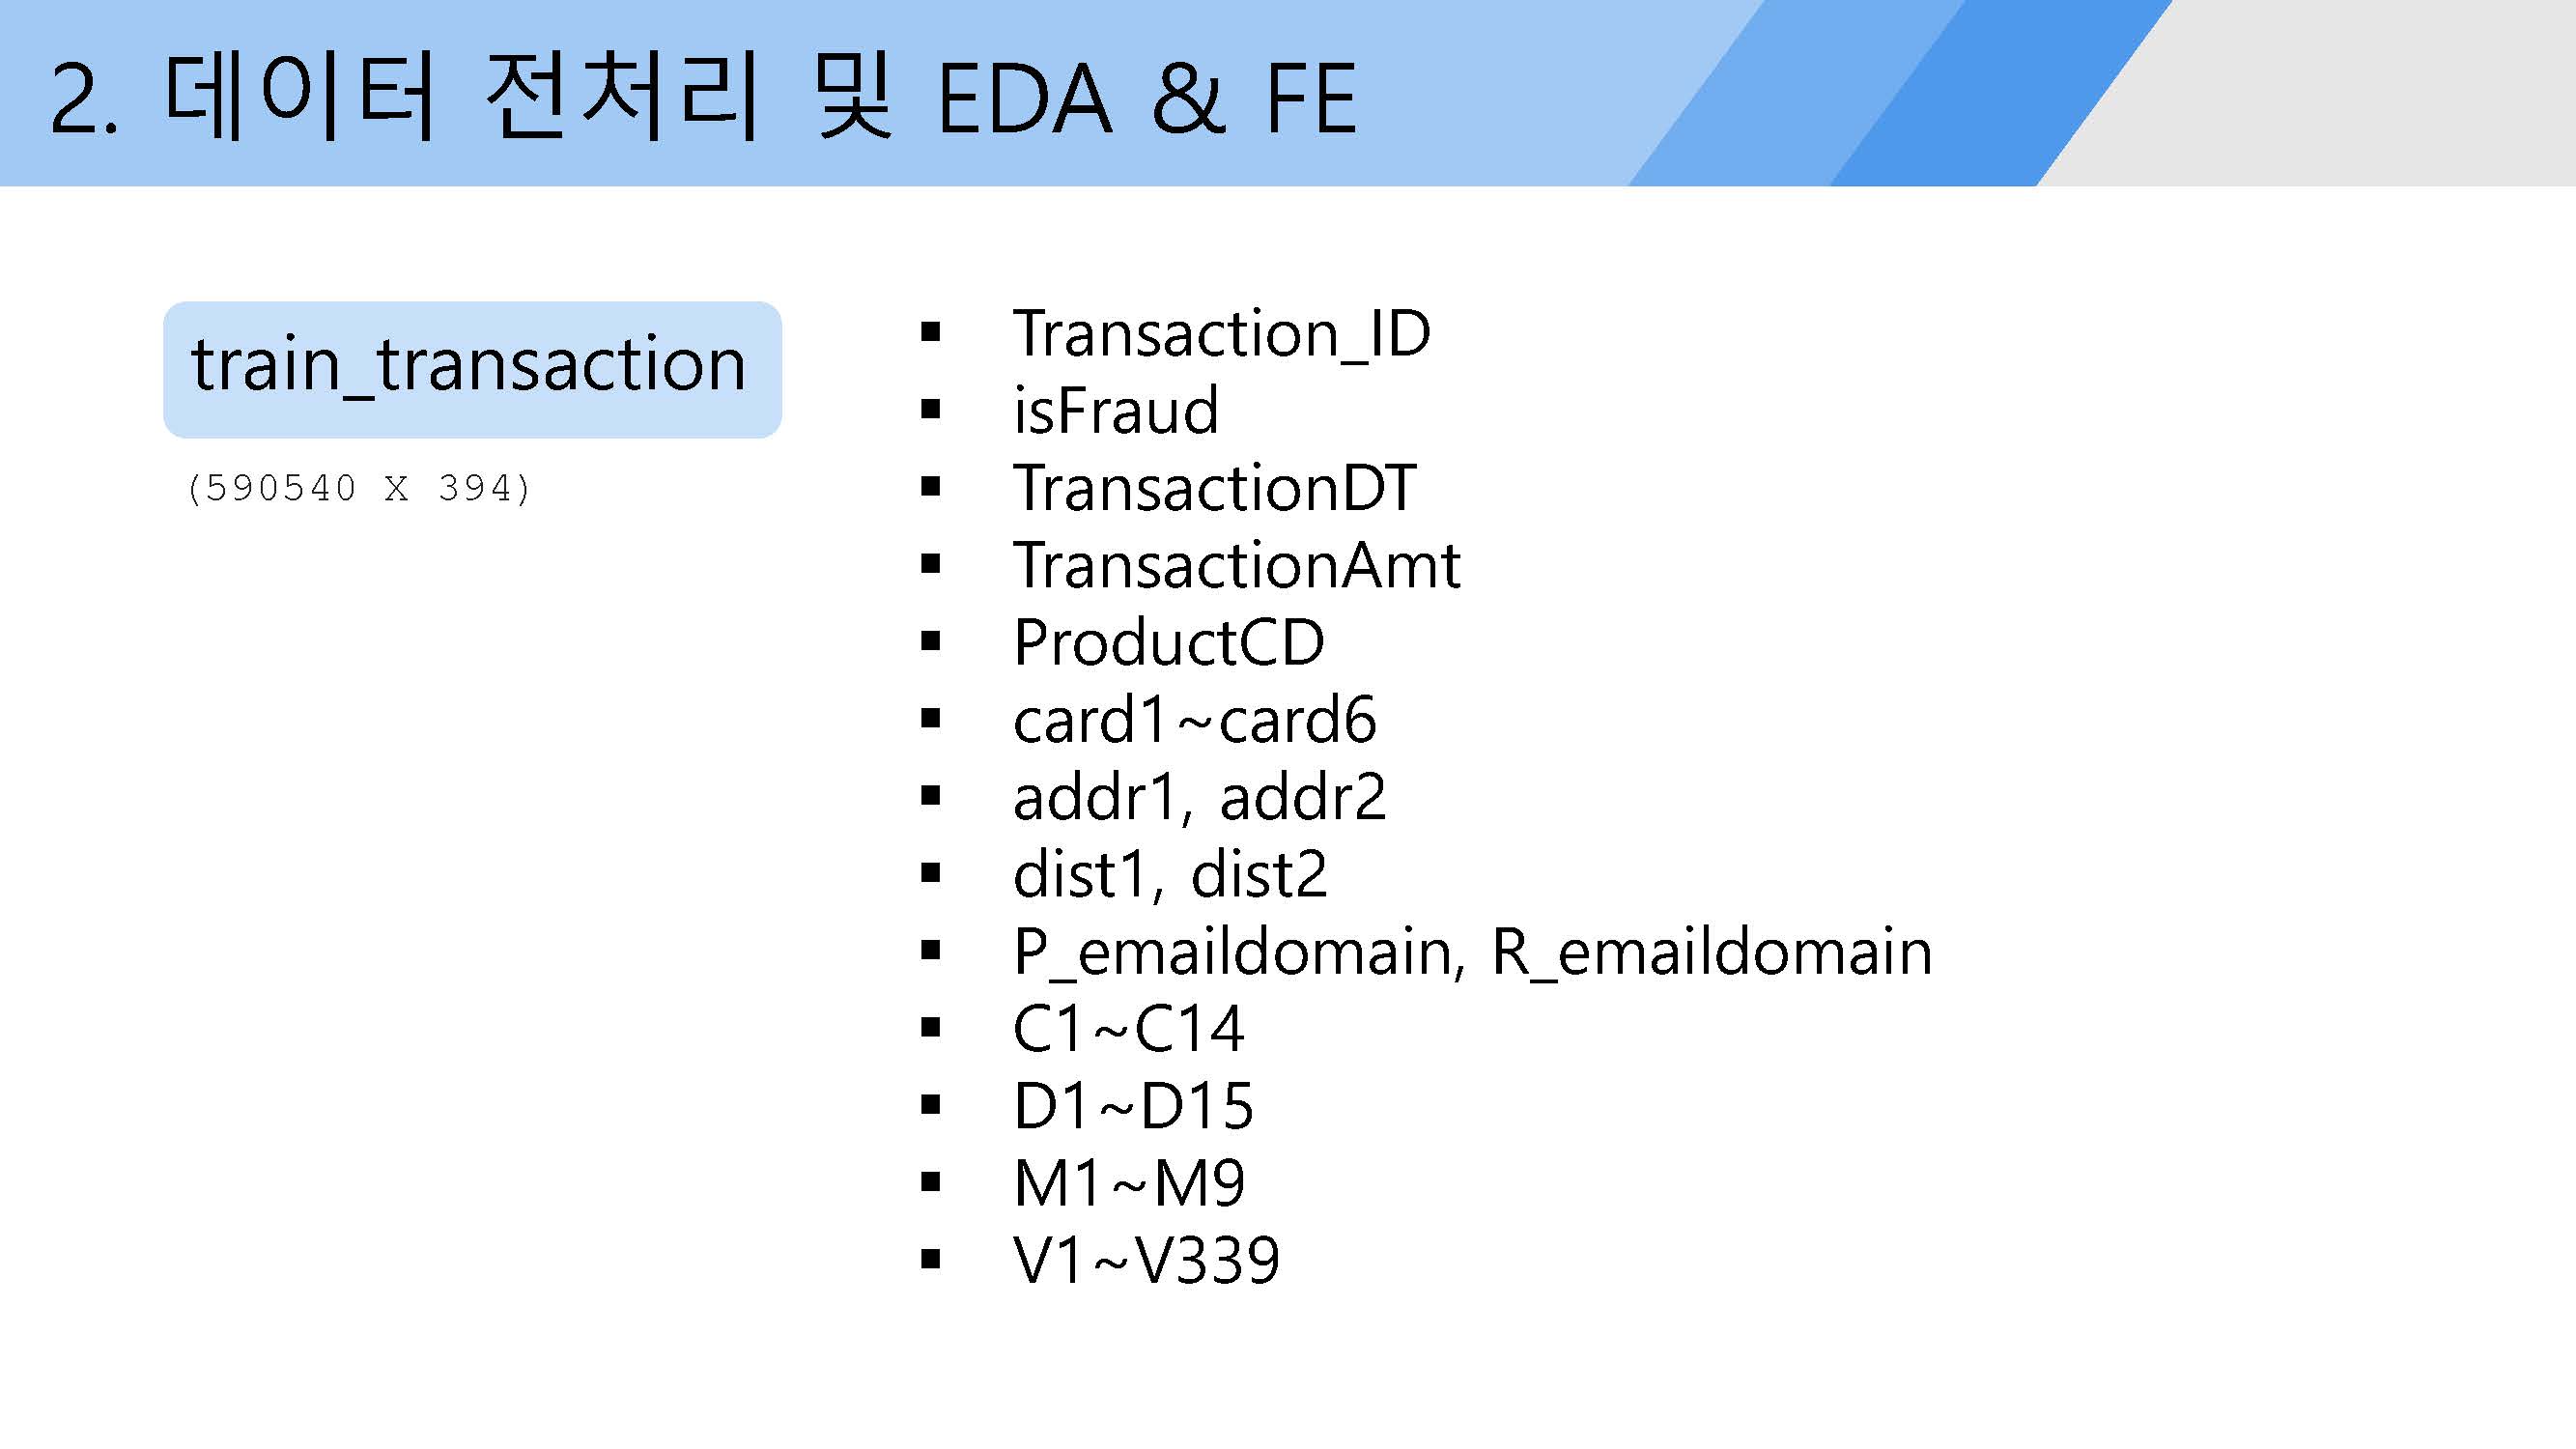 2. 데이터 전처리 및 EDA & FE
train_transaction
(590540 X 394)
▪ Transaction_ID
▪ isFraud
▪ TransactionDT
▪ TransactionAmt
▪ ProductCD
▪ card1~card6
▪ addr1, addr2
▪ dist1, dist2
▪ P_emaildomain, R_emaildomain
▪ C1~C14
▪ D1~D15
▪ M1~M9
▪ V1~V339